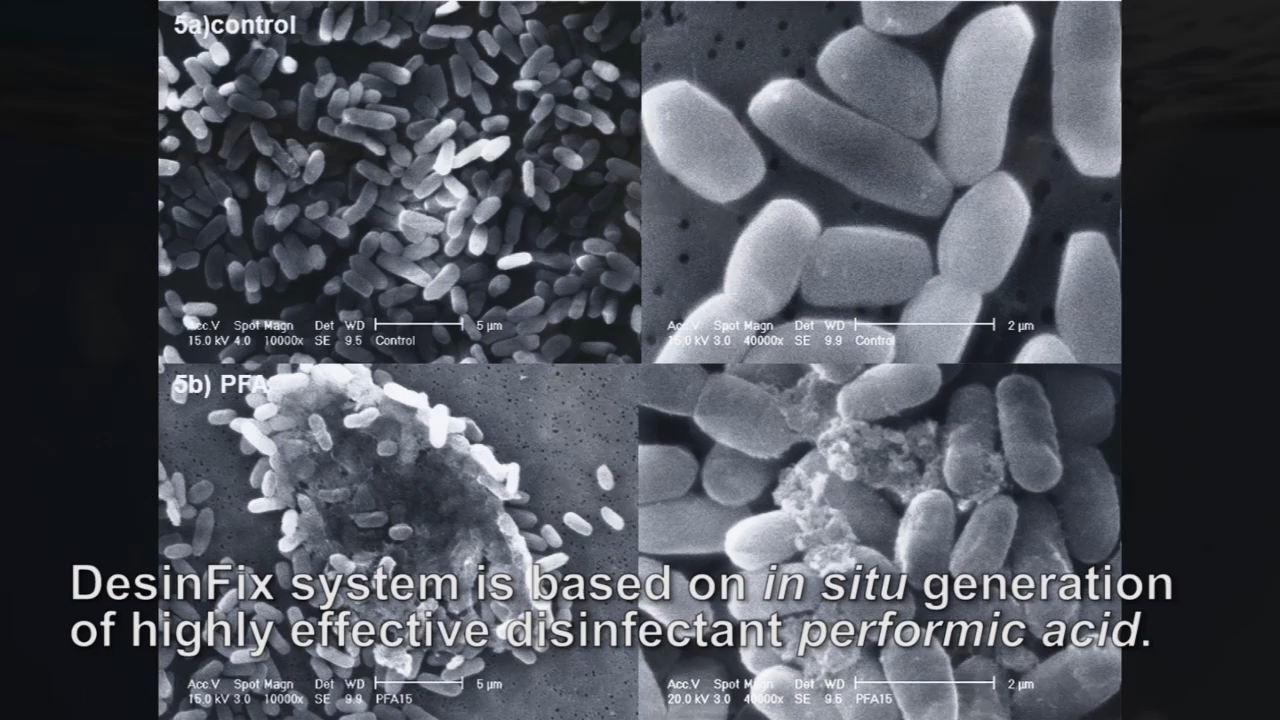 5a)control
Acc.V Spot Magn Det WD 5 µm
15.0 kV 4.0 10000x SE 9.5 Control
Acc.V Spot Magn Det WD 2 µm
15.0 kV 3.0 40000x SE 9.9 Control
5b) PFA
DesinFix system is based on in situ generation
of highly effective disinfectant performic acid.
Acc.V Spot Magn Det WD 5 µm
15.0 kV 3.0 10000x SE 9.9 PFA15
Acc.V Spot Magn Det WD 2 µm
20.0 kV 3.0 40000x SE 9.5 PFA15